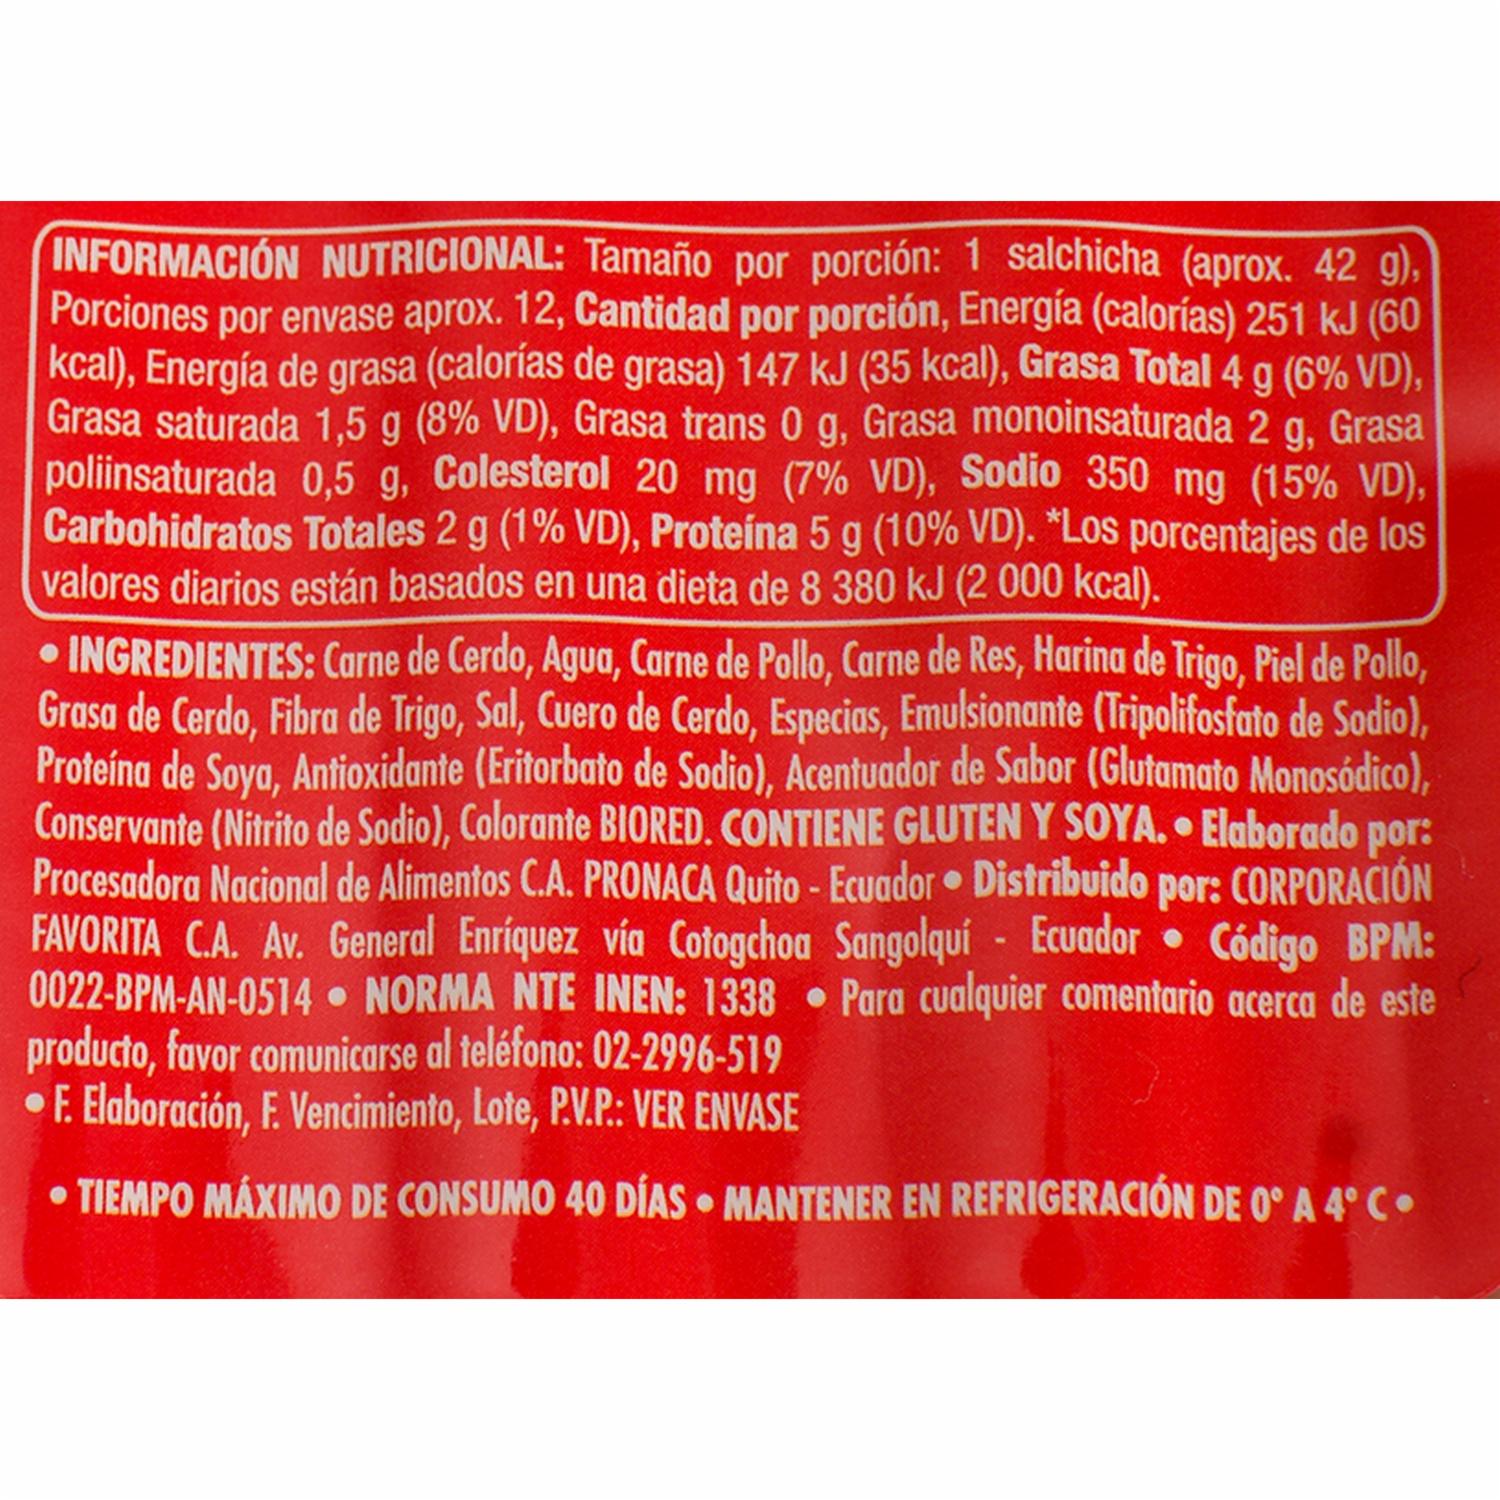 INFORMACIÓN NUTRICIONAL: Tamaño por porción: 1 salchicha (aprox. 42 g),
Porciones por envase aprox. 12, Cantidad por porción, Energía (calorías) 251 kJ (60
kcal), Energía de grasa (calorías de grasa) 147 kJ (35 kcal), Grasa Total 4 g (6% VD),
Grasa saturada 1,5 g (8% VD), Grasa trans 0 g, Grasa monoinsaturada 2 g, Grasa
poliinsaturada 0,5 g, Colesterol 20 mg (7% VD), Sodio 350 mg (15% VD),
Carbohidratos Totales 2 g (1% VD), Proteína 5 g (10% VD). *Los porcentajes de los
valores diarios están basados en una dieta de 8 380 kJ (2 000 kcal).
• INGREDIENTES: Carne de Cerdo, Agua, Carne de Pollo, Carne de Res, Harina de Trigo, Piel de Pollo,
Grasa de Cerdo, Fibra de Trigo, Sal, Cuero de Cerdo, Especias, Emulsionante (Tripolifosfato de Sodio),
Proteína de Soya, Antioxidante (Eritorbato de Sodio), Acentuador de Sabor (Glutamato Monosódico),
Conservante (Nitrito de Sodio), Colorante BIORED. CONTIENE GLUTEN Y SOYA. • Elaborado por:
Procesadora Nacional de Alimentos C.A. PRONACA Quito - Ecuador • Distribuido por: CORPORACIÓN
FAVORITA C.A. Av. General Enríquez vía Cotogchoa Sangolquí - Ecuador • Código BPM:
0022-BPM-AN-0514 • NORMA NTE INEN: 1338 • Para cualquier comentario acerca de este
producto, favor comunicarse al teléfono: 02-2996-519
• F. Elaboración, F. Vencimiento, Lote, P.V.P.: VER ENVASE
• TIEMPO MÁXIMO DE CONSUMO 40 DÍAS • MANTENER EN REFRIGERACIÓN DE 0° A 4° C •